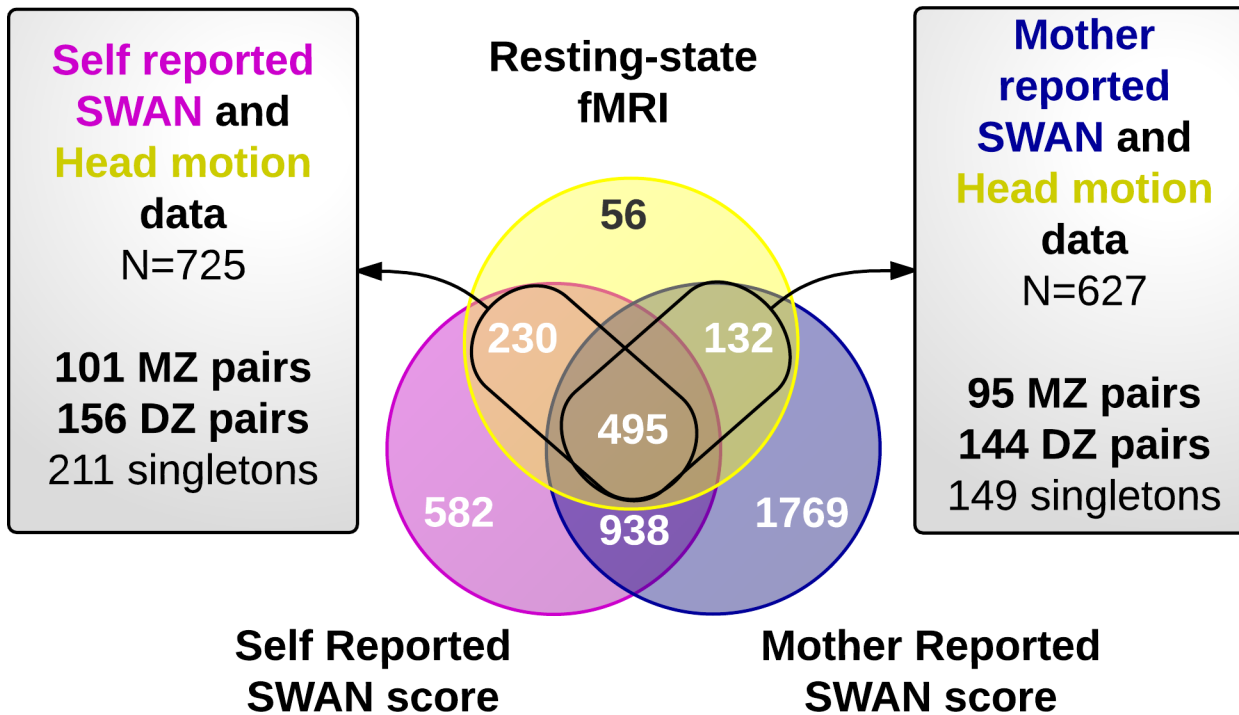 Self reported
SWAN and
Head motion
data
N=725
101 MZ pairs
156 DZ pairs
211 singletons
Resting-state
fMRI
Mother
reported
SWAN and
Head motion
data
N=627
95 MZ pairs
144 DZ pairs
149 singletons
56
230
132
495
582
938
1769
Self Reported
SWAN score
Mother Reported
SWAN score